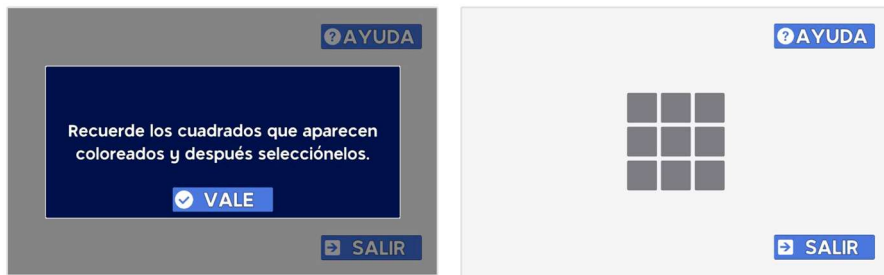 AYUDA
Recuerde los cuadrados que aparecen
coloreados y después selecciónelos.
VALE
SALIR
AYUDA
SALIR